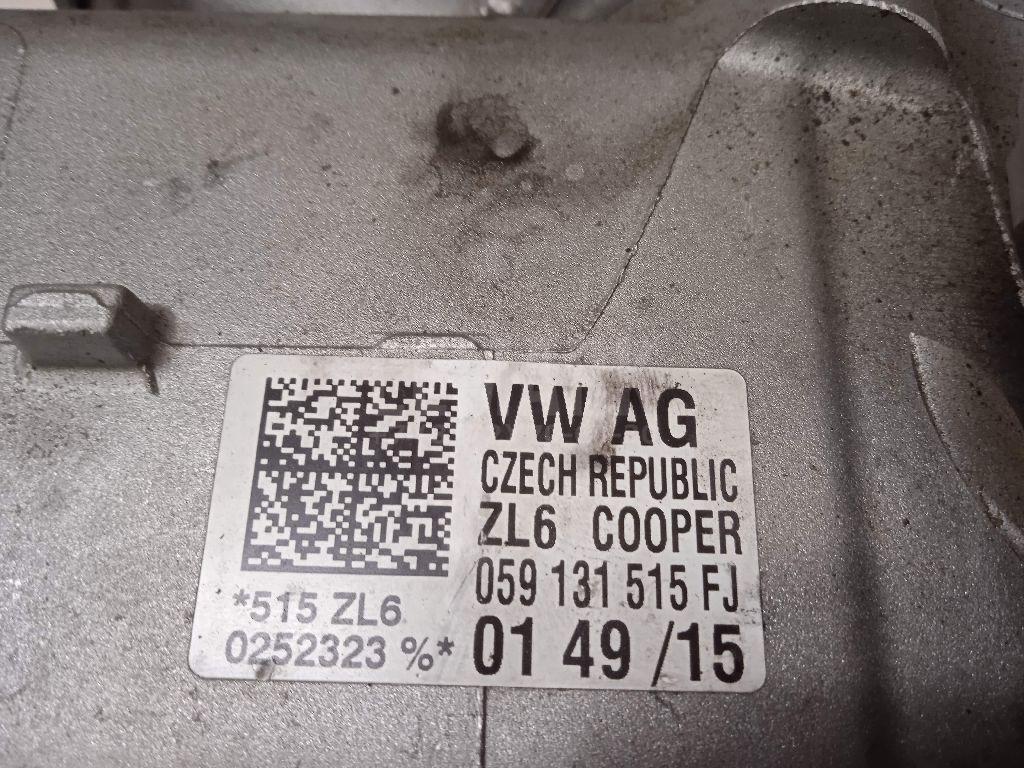 VW AG
CZECH REPUBLIC
ZL6 COOPER
059 131 515 FJ
01 49 /15
*515 ZL6
0252323 %*